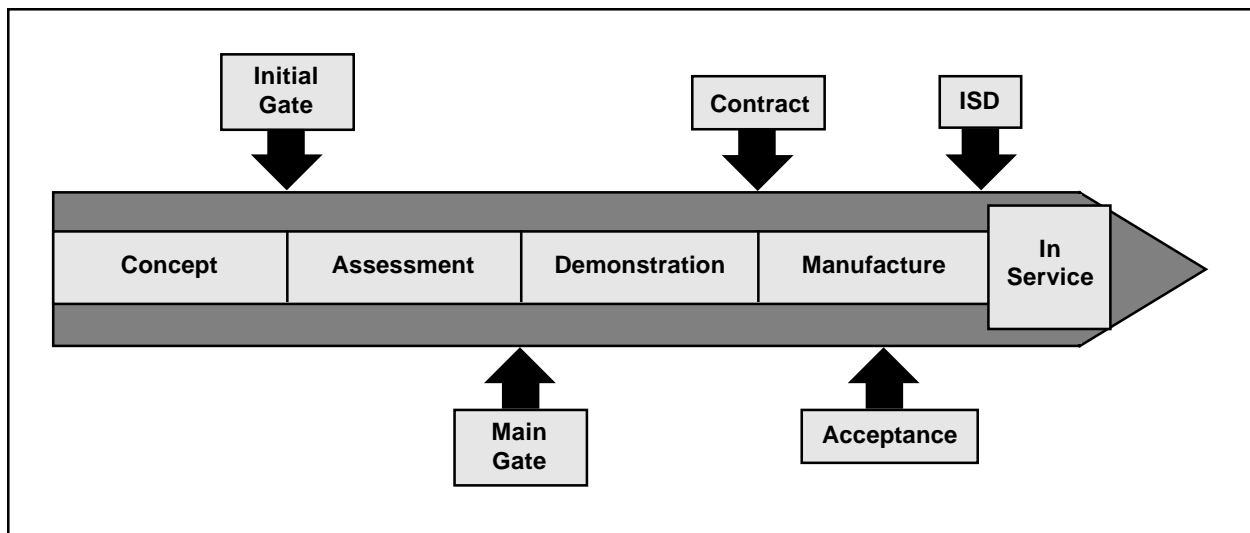 Initial
Gate
Contract
ISD
Concept
Assessment
Demonstration
Manufacture
In
Service
Main
Gate
Acceptance